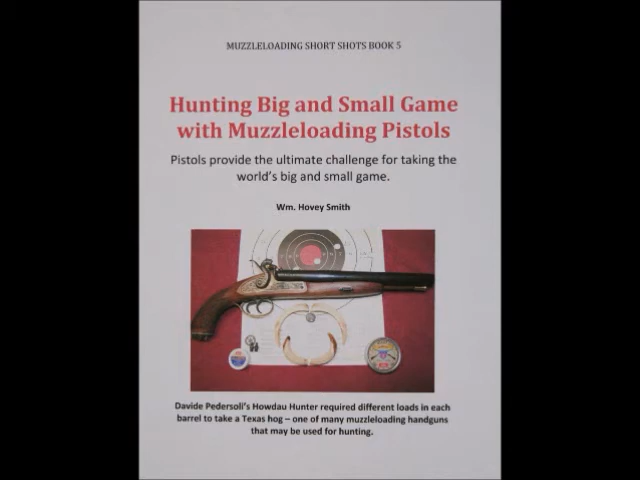 MUZZLELOADING SHORT SHOTS BOOK 5
Hunting Big and Small Game
with Muzzleloading Pistols
Pistols provide the ultimate challenge for taking the
world's big and small game.
Wm. Hovey Smith
Davide Pedersoli's Howdau Hunter required different loads in each
barrel to take a Texas hog – one of many muzzleloading handguns
that may be used for hunting.